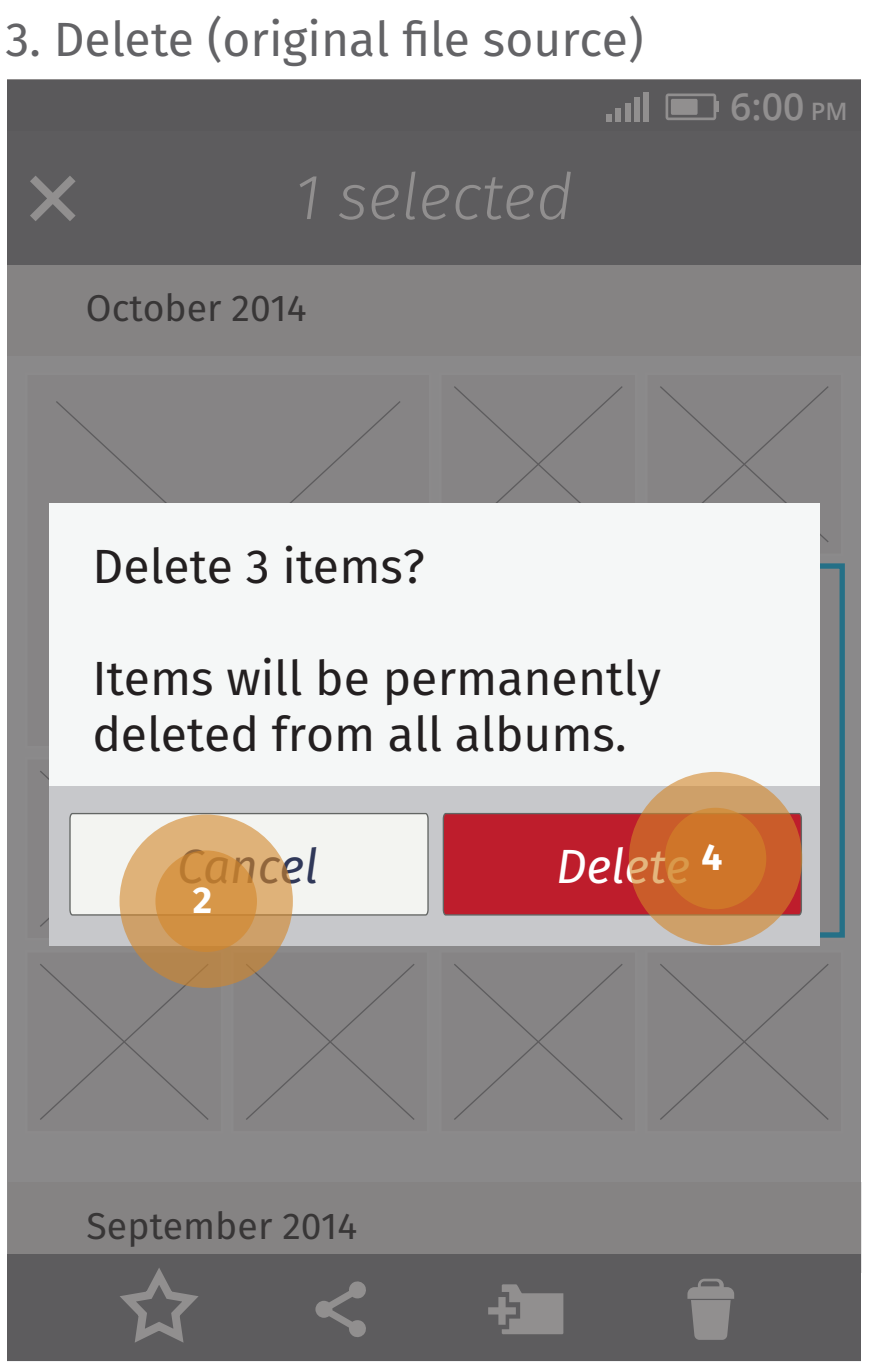 3. Delete (original file source)
6:00 PM
1 selected
October 2014
Delete 3 items?
Items will be permanently
deleted from all albums.
Cancel
2
Delete
4
September 2014